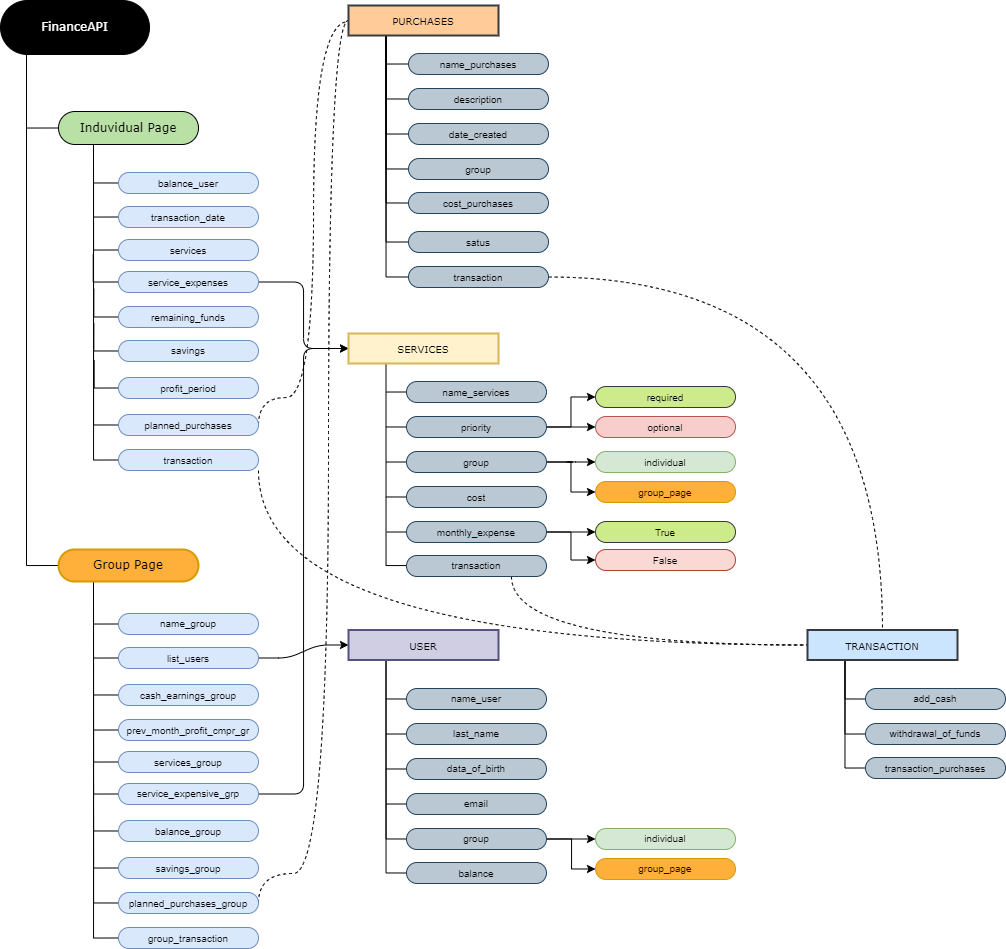 FinanceAPI
Induvidual Page
balance_user
transaction_date
services
service_expenses
remaining_funds
savings
profit_period
planned_purchases
transaction
Group Page
name_group
list_users
cash_earnings_group
prev_month_profit_cmpr_gr
services_group
service_expensive_grp
balance_group
savings_group
planned_purchases_group
group_transaction
PURCHASES
name_purchases
description
date_created
group
cost_purchases
satus
transaction
SERVICES
name_services
priority
required
optional
group
individual
group_page
cost
monthly_expense
True
False
transaction
USER
name_user
last_name
data_of_birth
email
group
individual
group_page
balance
TRANSACTION
add_cash
withdrawal_of_funds
transaction_purchases